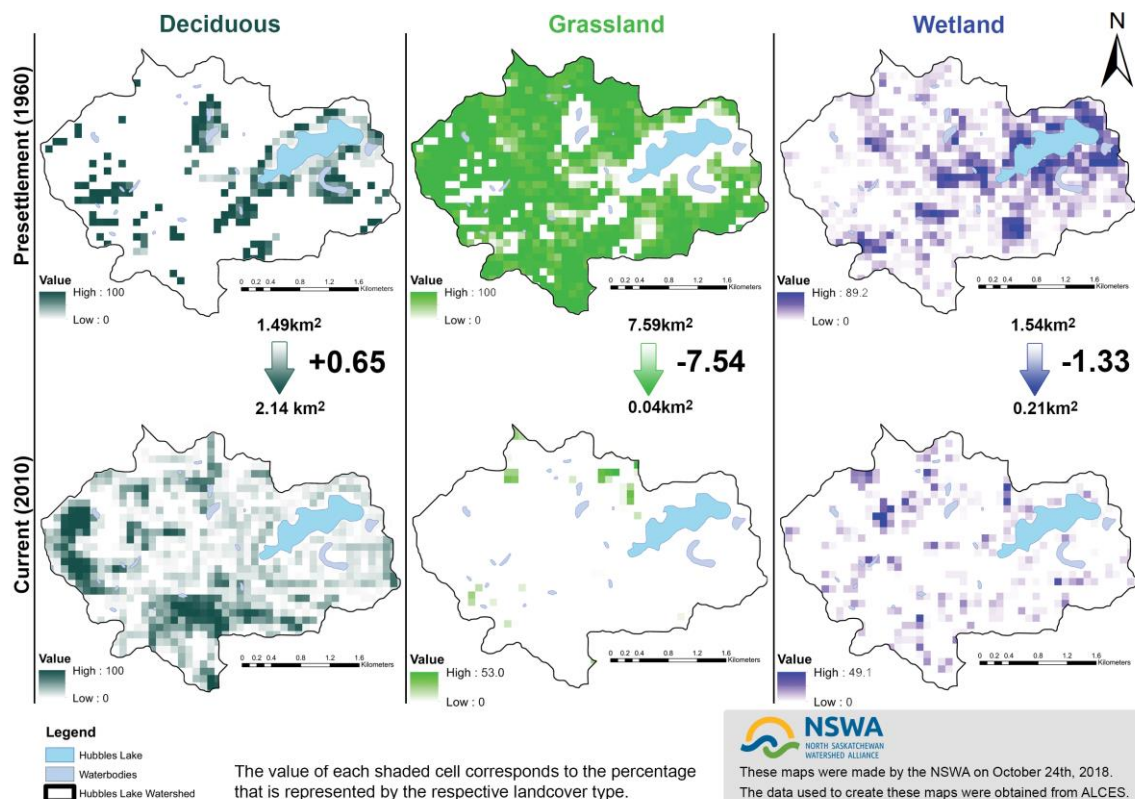 Deciduous
Grassland
Wetland
N
Presettlement (1960)
Value
High : 100
Low : 0
0 0.2 0.4 0.8 1.2 1.6
Kilometers
Value
High : 100
Low : 0
0 0.2 0.4 0.8 1.2 1.6
Kilometers
Value
High : 89.2
Low : 0
0 0.2 0.4 0.8 1.2 1.6
Kilometers
1.49km²
+0.65
2.14 km²
7.59km²
-7.54
0.04km²
1.54km²
-1.33
0.21km²
Current (2010)
Value
High : 100
Low : 0
0 0.2 0.4 0.8 1.2 1.6
Kilometers
Value
High : 53.0
Low : 0
0 0.2 0.4 0.8 1.2 1.6
Kilometers
Value
High : 49.1
Low : 0
0 0.2 0.4 0.8 1.2 1.6
Kilometers
Legend
Hubbles Lake
Waterbodies
Hubbles Lake Watershed
The value of each shaded cell corresponds to the percentage
that is represented by the respective landcover type.
NSWA
NORTH SASKATCHEWAN
WATERSHED ALLIANCE
These maps were made by the NSWA on October 24th, 2018.
The data used to create these maps were obtained from ALCES.